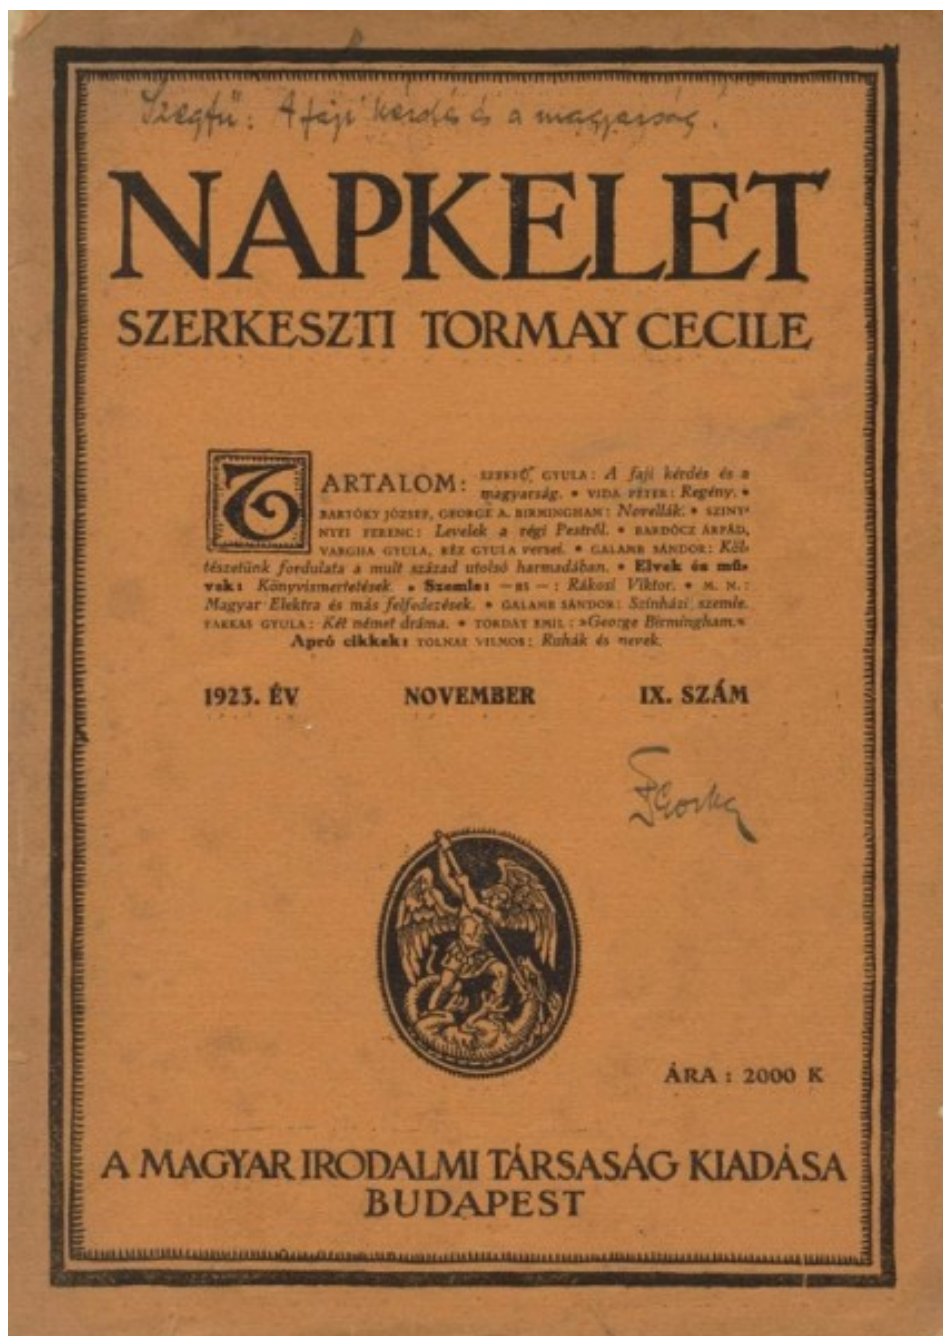 Szegfű: A faji kérdés és a magyarság.
NAPKELET
SZERKESZTI TORMAY CECILE
TARTALOM: GYULA: A faji kérdés és a
magyarság. • VIDA PÉTER: Regény. •
BARTÓKY JÓZSEF, GEORGE A. BIRMINGHAM: Novellák. • SZINY-
NYEI FERENC: Levelek a régi Pestről. • BARDÓCZ ÁRPÁD,
VARGHA GYULA, RÉZ GYULA versei. • GALAMB SÁNDOR: Köl-
tészetünk fordulata a mult század utolsó harmadában. • Elvek és mű-
vek: Könyvismertetések. • Szemle: —BS—: Rákosi Viktor. • M. N.:
Magyar Elektra és más felfedezések. • GALAMB SÁNDOR: Színházi szemle.
FARKAS GYULA: Két német dráma. • TORDAY EMIL: »George Birmingham.«
Apró cikkek: TOLNAI VILMOS: Ruhák és nevek.
1923. ÉV NOVEMBER IX. SZÁM
ÁRA: 2000 K
A MAGYAR IRODALMI TÁRSASÁG KIADÁSA
BUDAPEST